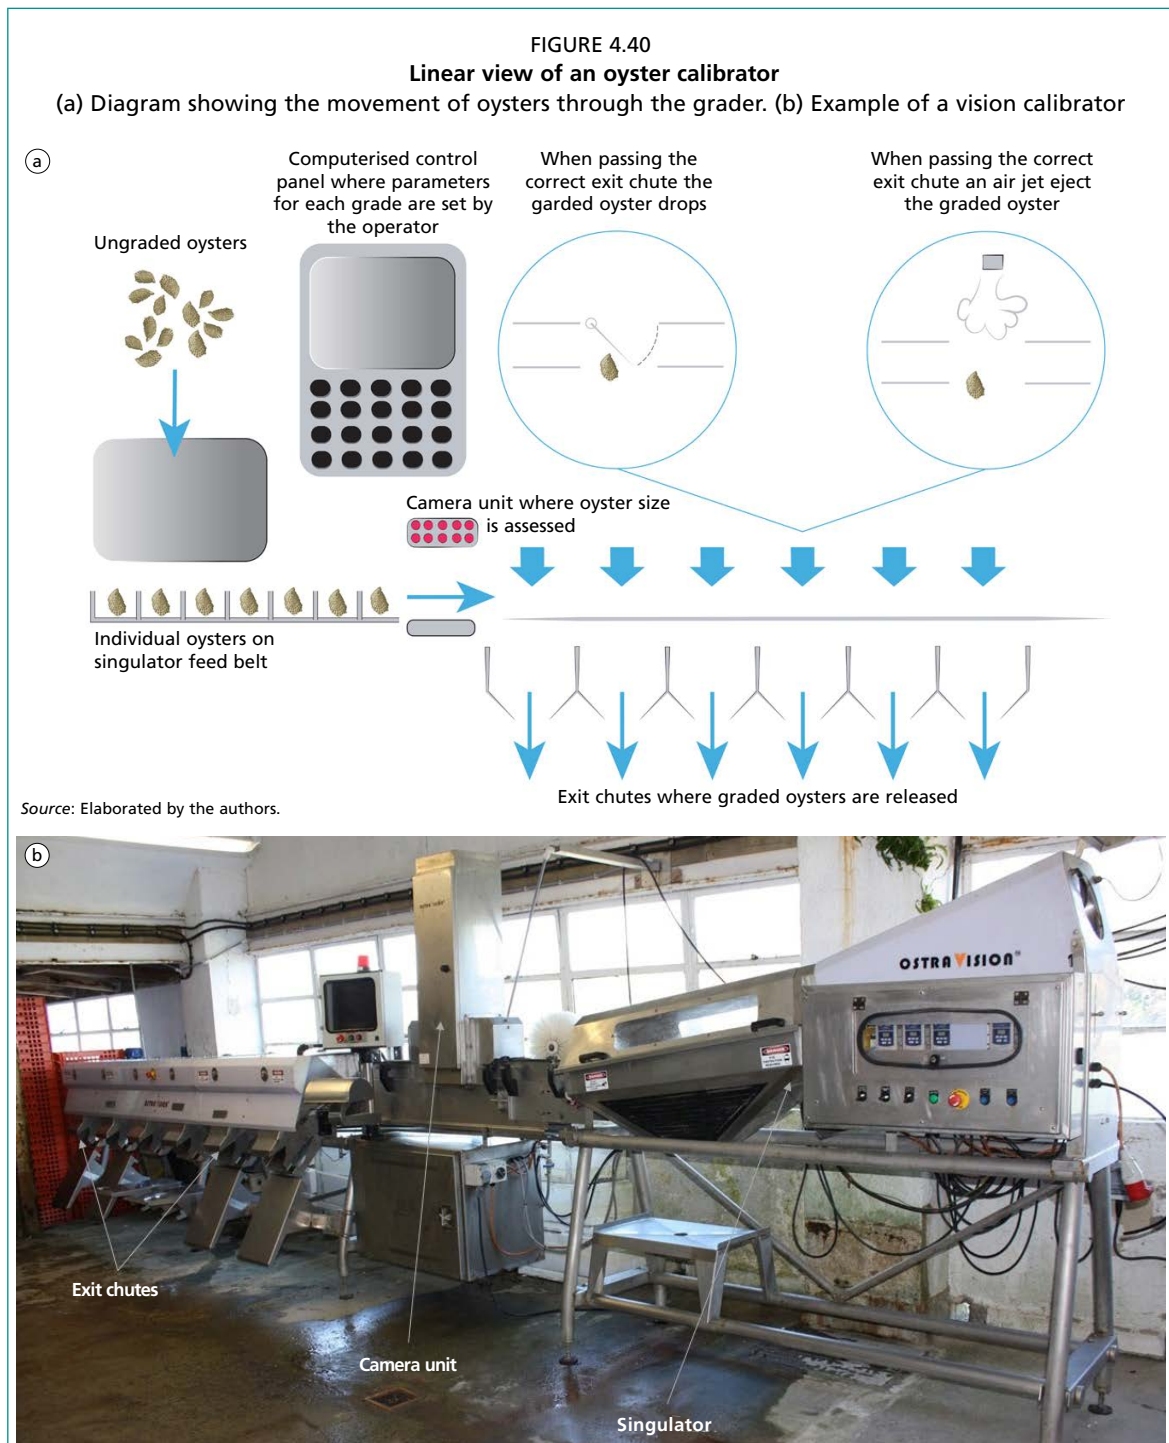 FIGURE 4.40
Linear view of an oyster calibrator
(a) Diagram showing the movement of oysters through the grader. (b) Example of a vision calibrator
a
Ungraded oysters
Computerised control
panel where parameters
for each grade are set by
the operator
When passing the
correct exit chute the
garded oyster drops
When passing the correct
exit chute an air jet eject
the graded oyster
Camera unit where oyster size
is assessed
Individual oysters on
singulator feed belt
Exit chutes where graded oysters are released
Source: Elaborated by the authors.
b
OSTRAVISION®
DANGER
DANGER
Exit chutes
Camera unit
Singulator